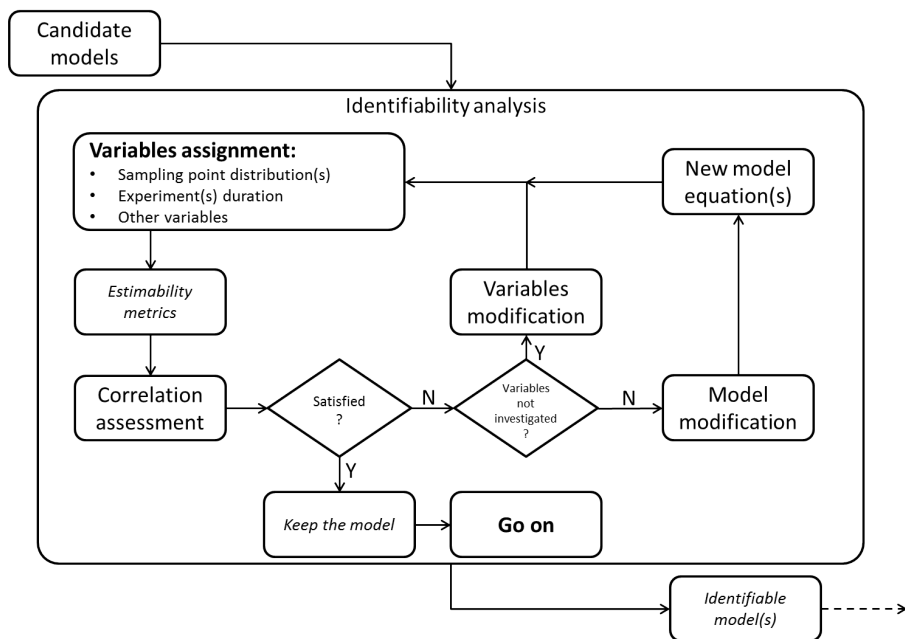 Candidate
models
Identifiability analysis
Variables assignment:
• Sampling point distribution(s)
• Experiment(s) duration
• Other variables
New model
equation(s)
Estimability
metrics
Variables
modification
Y
Correlation
assessment
Satisfied
?
N
Variables
not
investigated
?
N
Model
modification
Y
Keep the model
Go on
Identifiable
model(s)